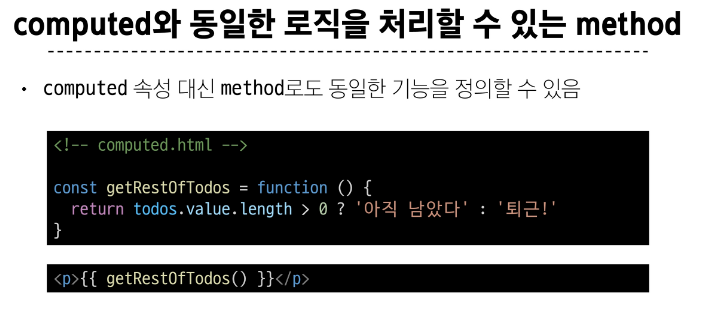 computed와 동일한 로직을 처리할 수 있는 method
• computed 속성 대신 method로도 동일한 기능을 정의할 수 있음
<!-- computed.html -->
const getRestOfTodos = function () {
  return todos.value.length > 0 ? '아직 남았다' : '퇴근!'
}
<p>{{ getRestOfTodos() }}</p>